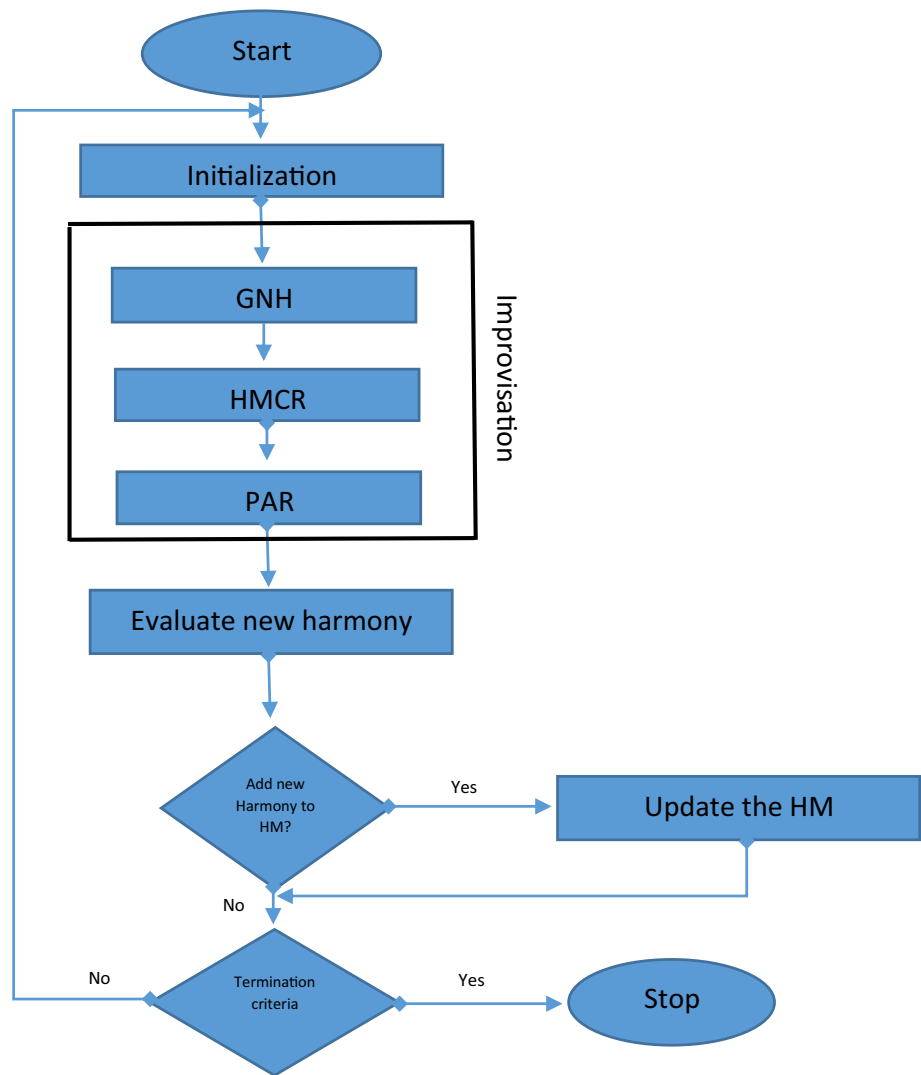 Start
Initialization
GNH
HMCR
PAR
Improvisation
Evaluate new harmony
Add new
Harmony to
HM?
Yes
Update the HM
No
Termination
criteria
No
Yes
Stop